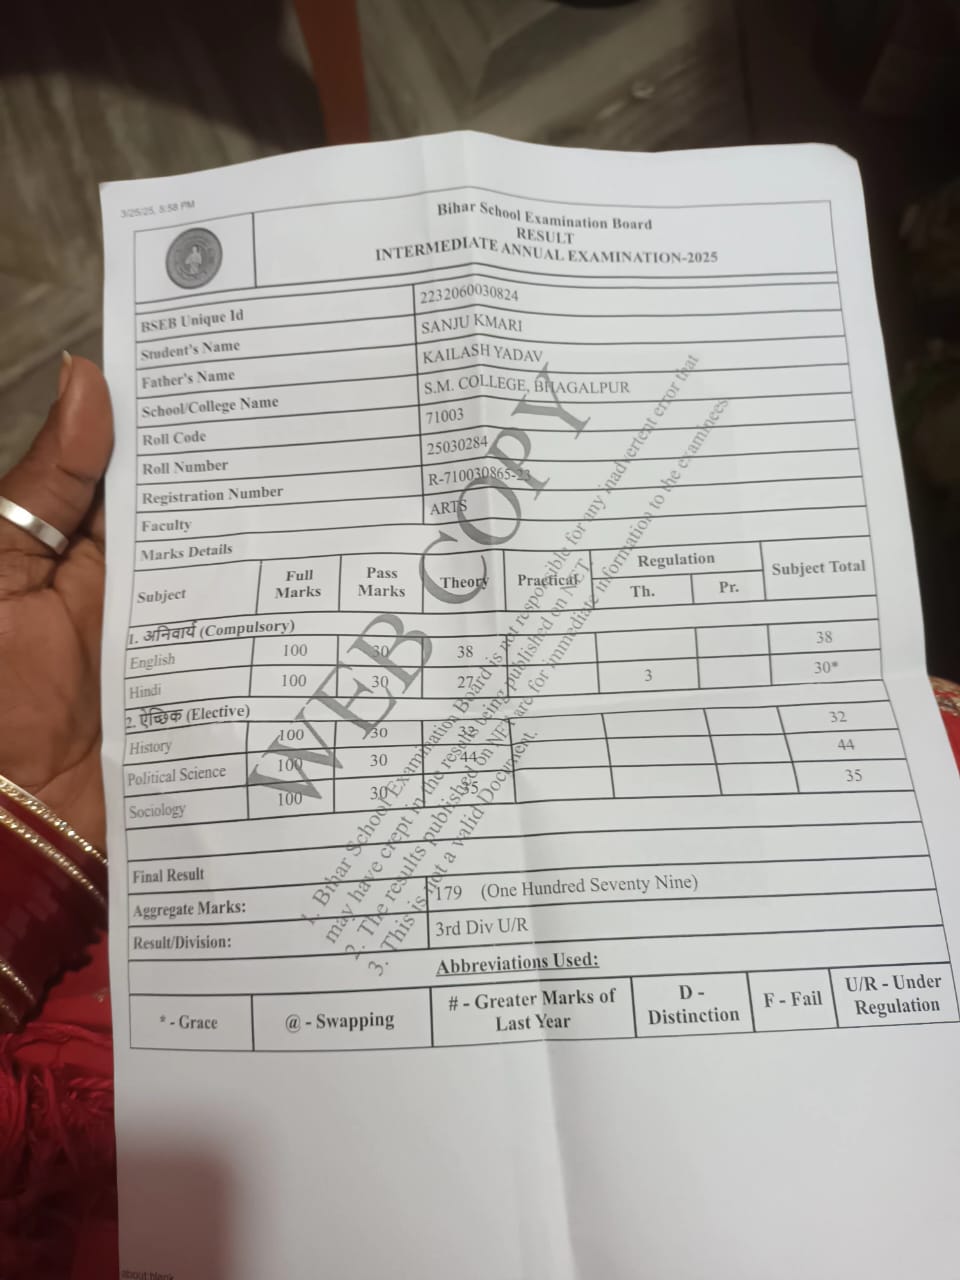 3/25/25, 5:58 PM
Bihar School Examination Board
RESULT
INTERMEDIATE ANNUAL EXAMINATION-2025
BSEB Unique Id 2232060030824
Student's Name SANJU KMARI
Father's Name KAILASH YADAV
School/College Name S.M. COLLEGE, BHAGALPUR
Roll Code 71003
Roll Number 25030284
Registration Number R-710030865-23
Faculty ARTS
Marks Details
Subject Full Marks Pass Marks Theory Practical Regulation Th. Pr. Subject Total
1. अनिवार्य (Compulsory)
English 100 30 38 38
Hindi 100 30 27 3 30*
2. ऐच्छिक (Elective)
History 100 30 32 32
Political Science 100 30 44 44
Sociology 100 30 35 35
Final Result
Aggregate Marks: 179 (One Hundred Seventy Nine)
Result/Division: 3rd Div U/R
Abbreviations Used:
* - Grace @ - Swapping # - Greater Marks of Last Year D - Distinction F - Fail U/R - Under Regulation
WEB COPY
1. Bihar School Examination Board is not responsible for any inadvertent error that
may have crept in the results being published on NET.
2. The results published on NET are for immediate information to the examinees
3. This is not a valid Document.
about:blank